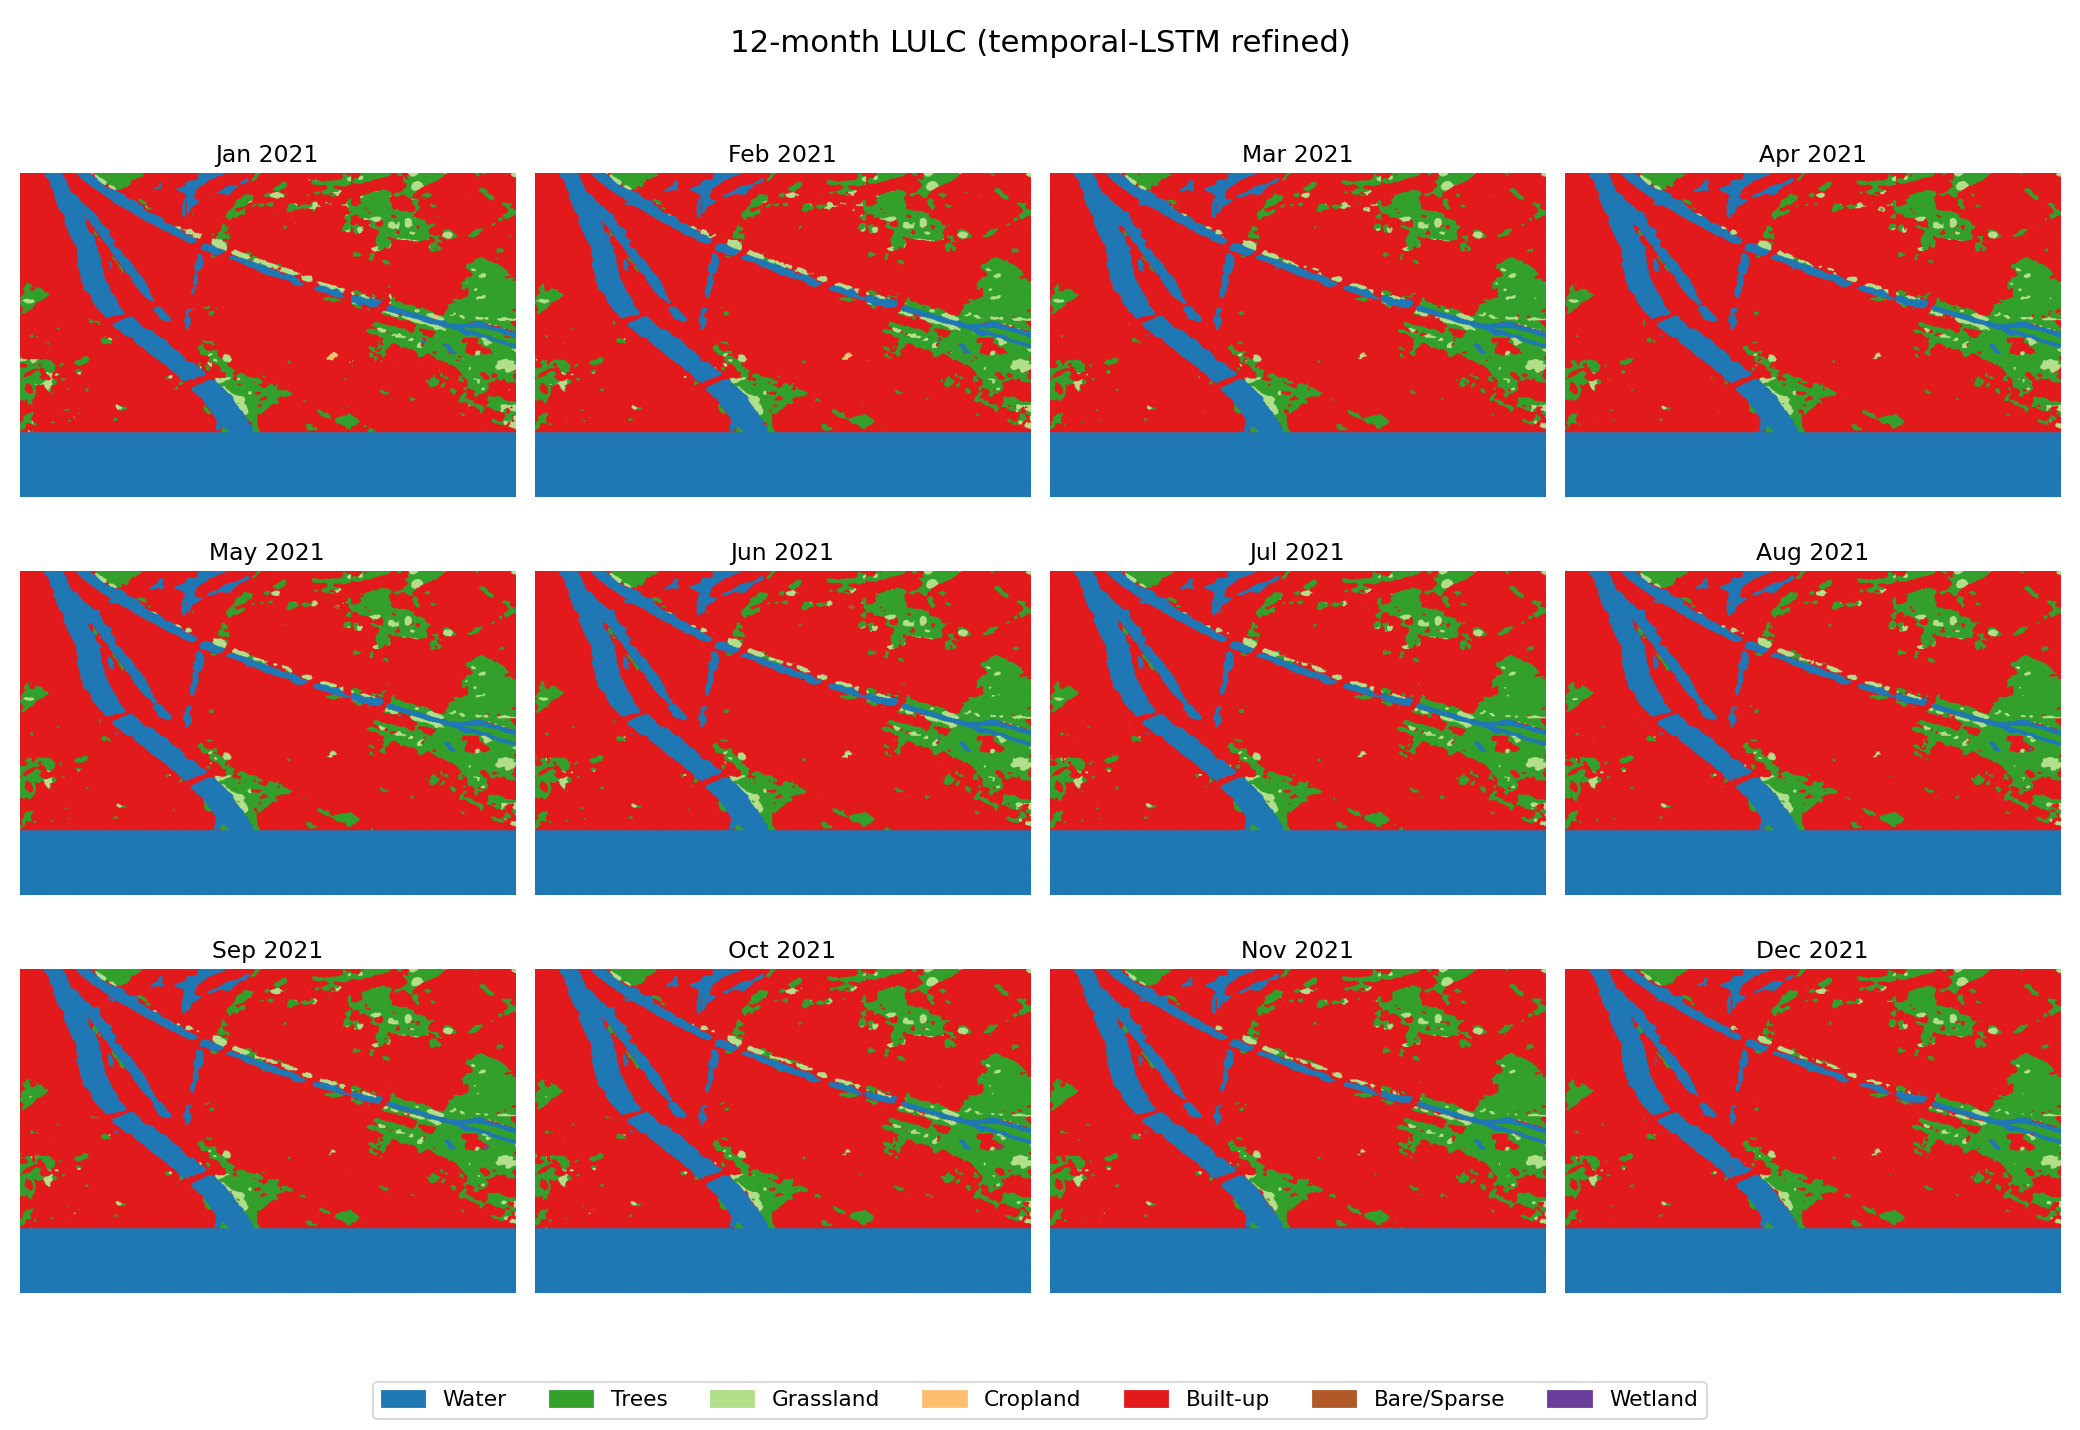 12-month LULC (temporal-LSTM refined)
Jan 2021
Feb 2021
Mar 2021
Apr 2021
May 2021
Jun 2021
Jul 2021
Aug 2021
Sep 2021
Oct 2021
Nov 2021
Dec 2021
Water
Trees
Grassland
Cropland
Built-up
Bare/Sparse
Wetland